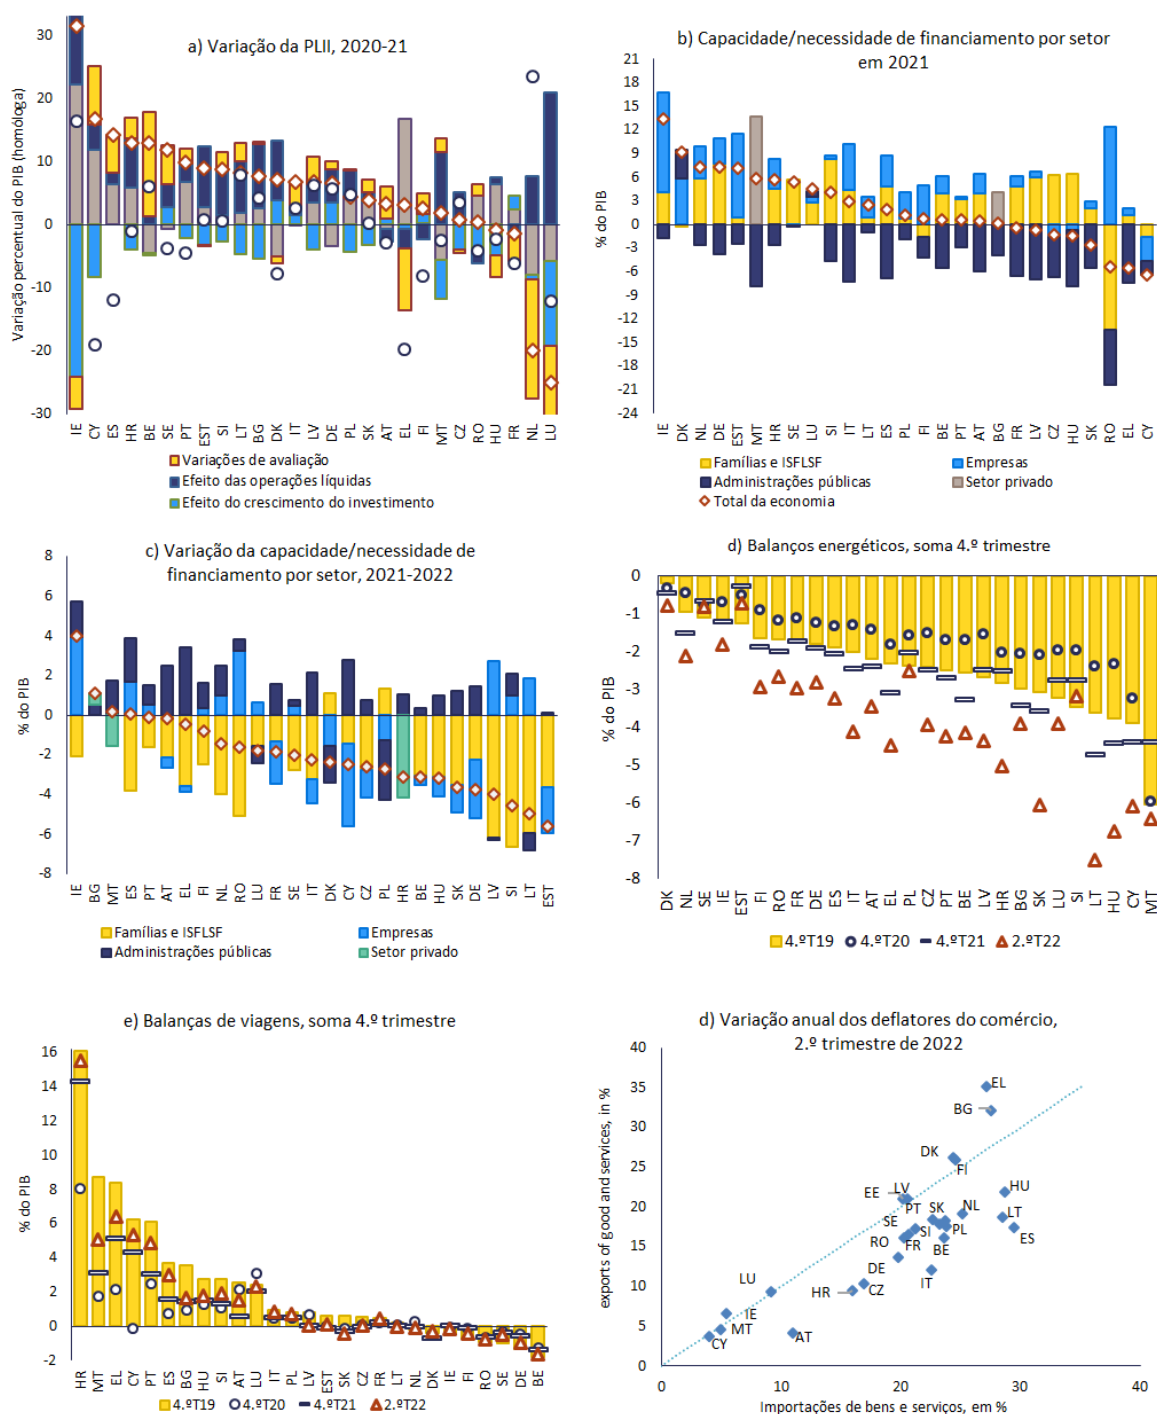 a) Variação da PLII, 2020-21
Variação percentual do PIB (homóloga)
30
20
10
0
-10
-20
-30
IE CY ES HR BE SE PT EST SI LT BG DK IT LV DE PL SK AT EL FI MT CZ RO HU FR NL LU
Variações de avaliação
Efeito das operações líquidas
Efeito do crescimento do investimento
b) Capacidade/necessidade de financiamento por setor
em 2021
% do PIB
21
18
15
12
9
6
3
0
-3
-6
-9
-12
-15
-18
-21
-24
IE DK NL DE EST MT HR SE LU SI IT LT ES PL FI BE PT AT BG FR LV CZ HU SK RO EL CY
Famílias e ISFLSF
Empresas
Administrações públicas
Setor privado
Total da economia
c) Variação da capacidade/necessidade de
financiamento por setor, 2021-2022
% do PIB
8
6
4
2
0
-2
-4
-6
-8
IE BG MT ES PT AT EL FI NL RO LU FR SE IT DK CY CZ PL HR BE HU SK DE LV SI LT EST
Famílias e ISFLSF
Empresas
Administrações públicas
Setor privado
d) Balanços energéticos, soma 4.º trimestre
% do PIB
0
-1
-2
-3
-4
-5
-6
-7
-8
DK NL SE IE EST FI RO FR DE ES IT AT EL PL CZ PT BE LV HR BG SK LU SI LT HU CY MT
4.ºT19 4.ºT20 4.ºT21 2.ºT22
e) Balanças de viagens, soma 4.º trimestre
% do PIB
16
14
12
10
8
6
4
2
0
-2
HR MT EL CY PT ES BG HU SI AT LU IT PL LV EST SK CZ FR LT NL DK IE FI RO SE DE BE
4.ºT19 4.ºT20 4.ºT21 2.ºT22
d) Variação anual dos deflatores do comércio,
2.º trimestre de 2022
exports of good and services, in %
40
35
30
25
20
15
10
5
0
EL
BG
DK
FI
EE LV
HU
PT SK NL LT
SE SI PL ES
RO FR BE
DE IT
LU HR CZ
IE
MT AT
CY
0 10 20 30 40
Importações de bens e serviços, em %